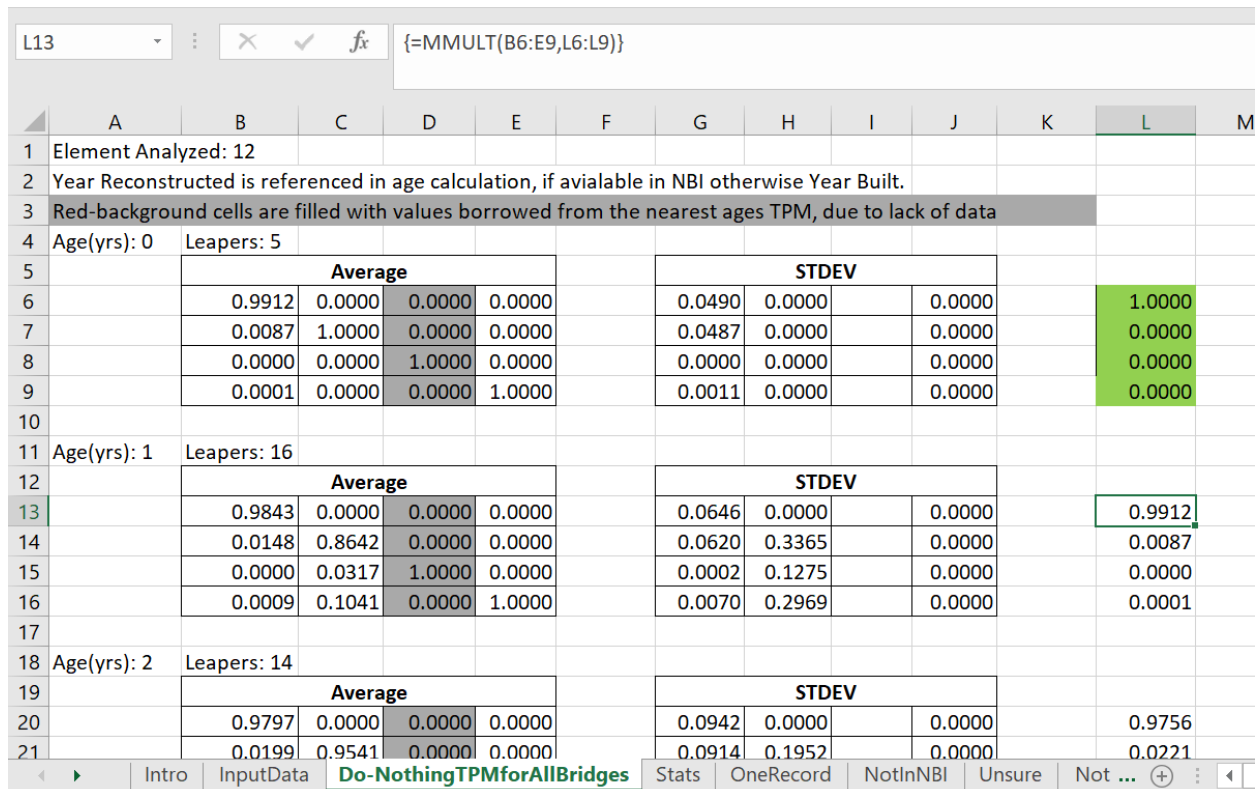 L13 fx {=MMULT(B6:E9,L6:L9)}
A B C D E F G H I J K L M
1 Element Analyzed: 12
2 Year Reconstructed is referenced in age calculation, if avialable in NBI otherwise Year Built.
3 Red-background cells are filled with values borrowed from the nearest ages TPM, due to lack of data
4 Age(yrs): 0 Leapers: 5
5 Average STDEV
6 0.9912 0.0000 0.0000 0.0000 0.0490 0.0000 0.0000 1.0000
7 0.0087 1.0000 0.0000 0.0000 0.0487 0.0000 0.0000 0.0000
8 0.0000 0.0000 1.0000 0.0000 0.0000 0.0000 0.0000 0.0000
9 0.0001 0.0000 0.0000 1.0000 0.0011 0.0000 0.0000 0.0000
10
11 Age(yrs): 1 Leapers: 16
12 Average STDEV
13 0.9843 0.0000 0.0000 0.0000 0.0646 0.0000 0.0000 0.9912
14 0.0148 0.8642 0.0000 0.0000 0.0620 0.3365 0.0000 0.0087
15 0.0000 0.0317 1.0000 0.0000 0.0002 0.1275 0.0000 0.0000
16 0.0009 0.1041 0.0000 1.0000 0.0070 0.2969 0.0000 0.0001
17
18 Age(yrs): 2 Leapers: 14
19 Average STDEV
20 0.9797 0.0000 0.0000 0.0000 0.0942 0.0000 0.0000 0.9756
21 0.0199 0.9541 0.0000 0.0000 0.0914 0.1952 0.0000 0.0221
Intro InputData Do-NothingTPMforAllBridges Stats OneRecord NotInNBI Unsure Not ...